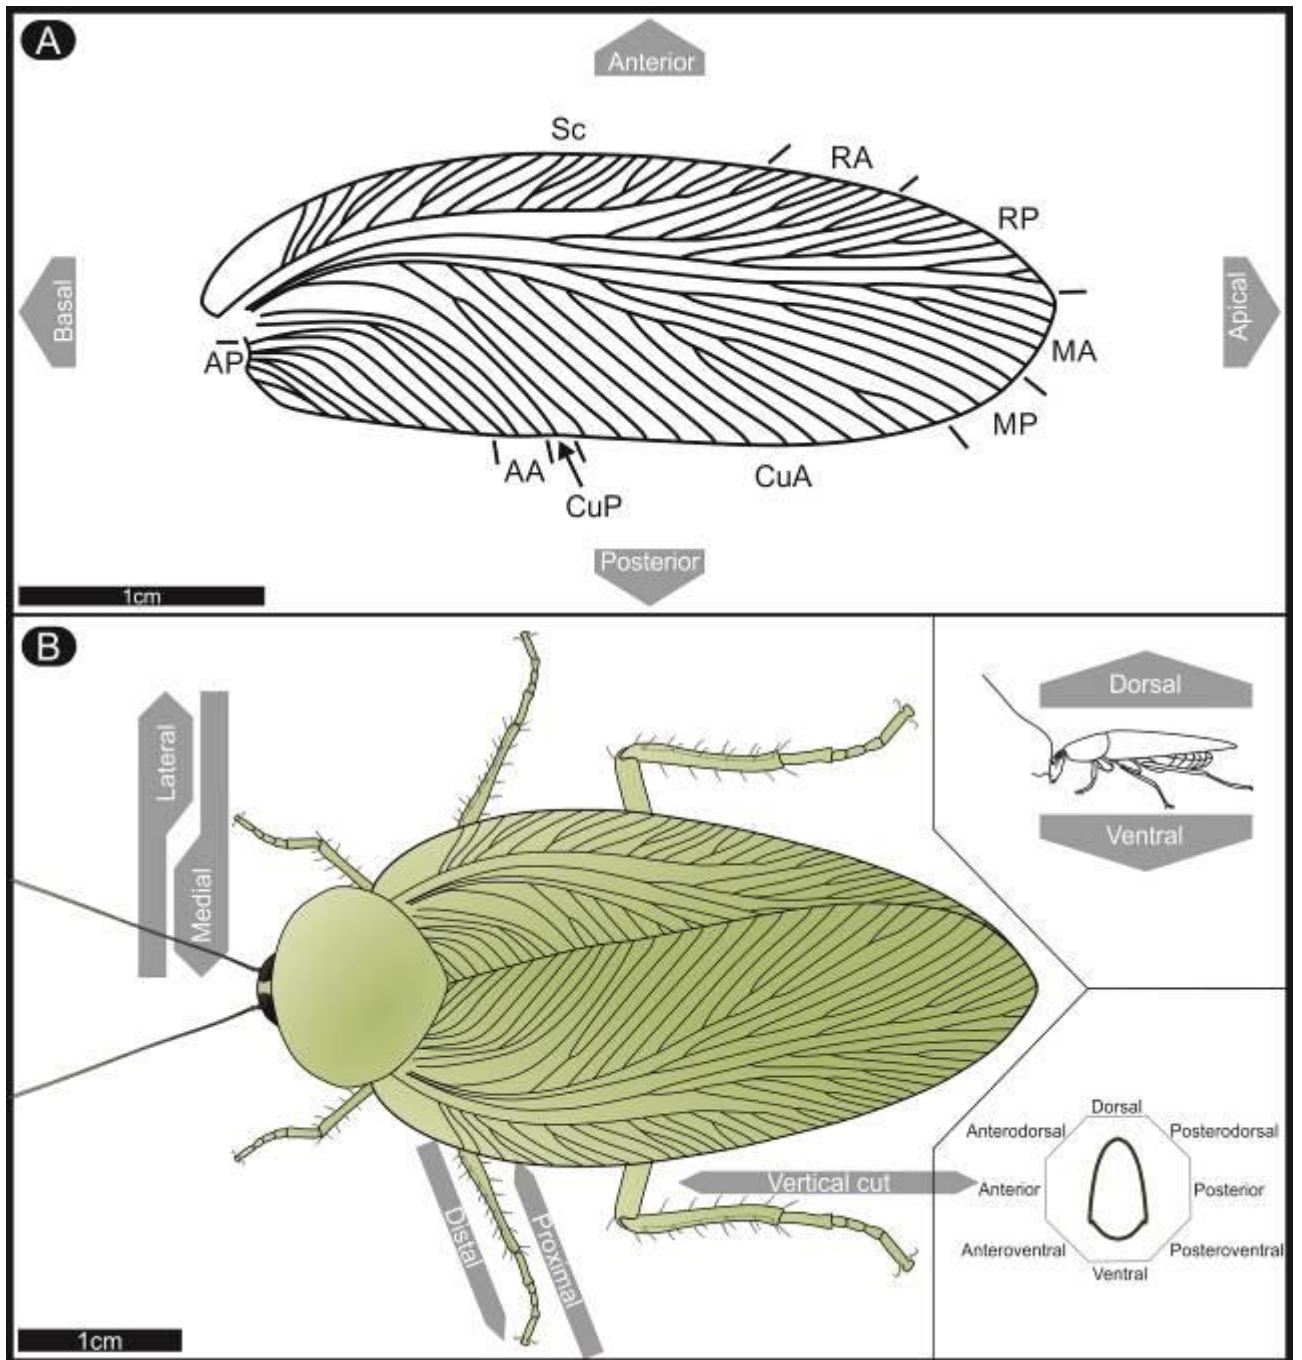 A
Anterior
Sc
RA
RP
Basal
Apical
AP
MA
MP
AA
CuA
CuP
Posterior
1cm
B
Lateral
Medial
Dorsal
Ventral
Dorsal
Anterodorsal
Posterodorsal
Vertical cut
Anterior
Posterior
Distal
Proximal
Anteroventral
Posteroventral
Ventral
1cm